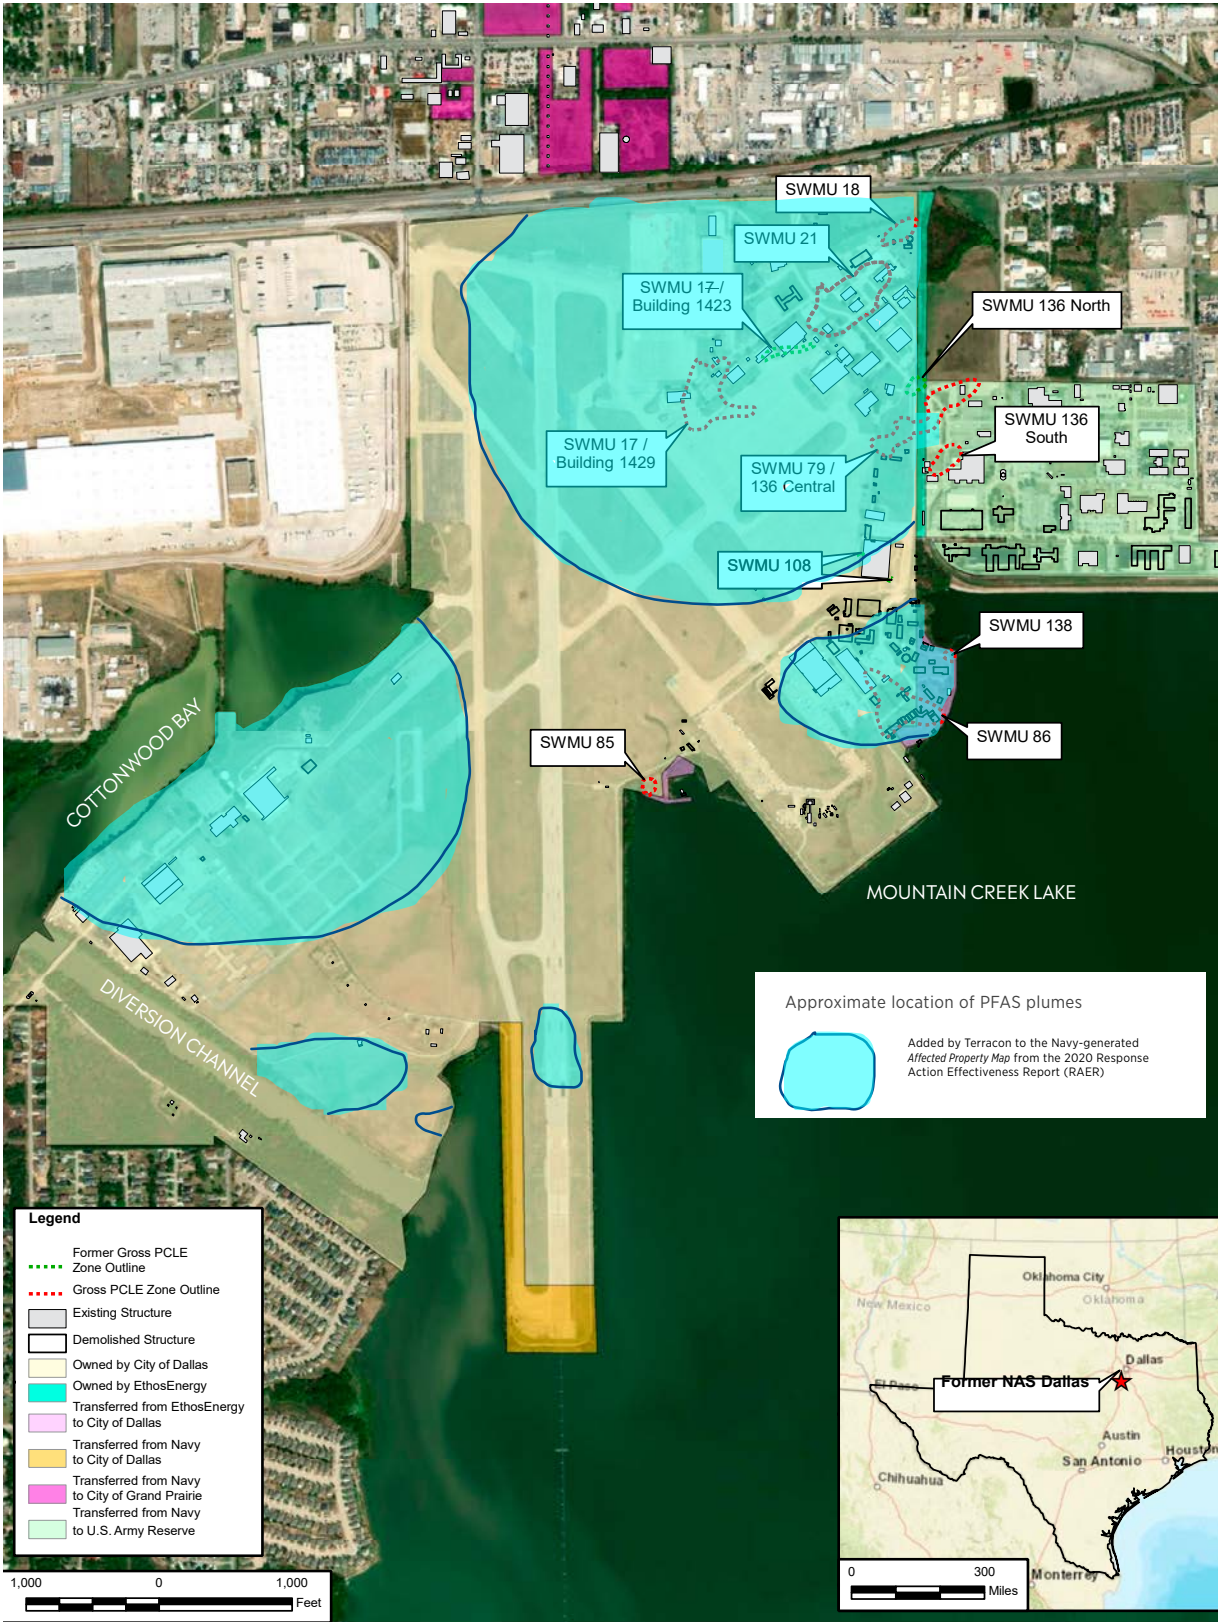 SWMU 18
SWMU 21
SWMU 17 /
Building 1423
SWMU 136 North
SWMU 136
South
SWMU 17 /
Building 1429
SWMU 79 /
136 Central
SWMU 108
SWMU 138
SWMU 86
SWMU 85
COTTONWOOD BAY
MOUNTAIN CREEK LAKE
DIVERSION CHANNEL
Approximate location of PFAS plumes
Added by Terracon to the Navy-generated
Affected Property Map from the 2020 Response
Action Effectiveness Report (RAER)
Legend
Former Gross PCLE
Zone Outline
Gross PCLE Zone Outline
Existing Structure
Demolished Structure
Owned by City of Dallas
Owned by EthosEnergy
Transferred from EthosEnergy
to City of Dallas
Transferred from Navy
to City of Dallas
Transferred from Navy
to City of Grand Prairie
Transferred from Navy
to U.S. Army Reserve
1,000 0 1,000
Feet
Oklahoma City
Oklahoma
New Mexico
Dallas
El Paso
Former NAS Dallas
Austin
San Antonio
Houston
Chihuahua
Monterrey
0 300
Miles